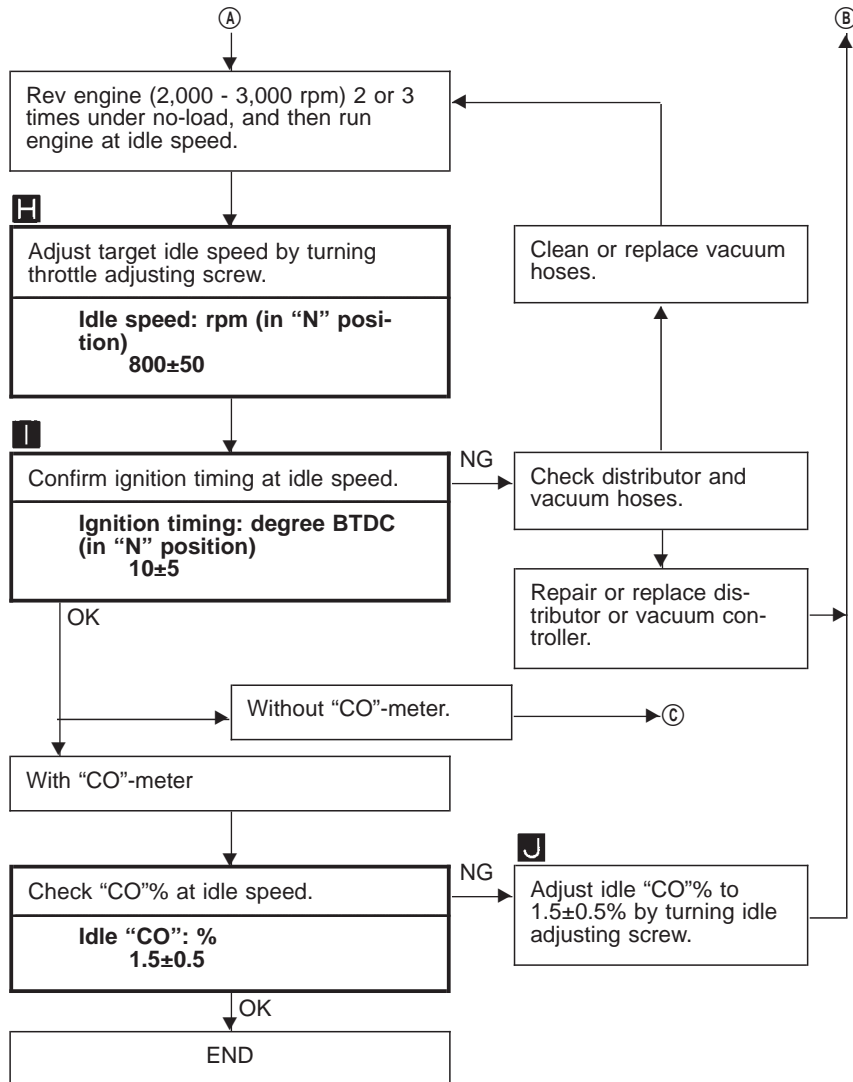 Ⓐ
Ⓑ
Rev engine (2,000 - 3,000 rpm) 2 or 3
times under no-load, and then run
engine at idle speed.
H
Adjust target idle speed by turning
throttle adjusting screw.
Idle speed: rpm (in “N” posi-
tion)
800±50
Clean or replace vacuum
hoses.
I
Confirm ignition timing at idle speed.
Ignition timing: degree BTDC
(in “N” position)
10±5
NG
Check distributor and
vacuum hoses.
Repair or replace dis-
tributor or vacuum con-
troller.
OK
Without “CO”-meter.
Ⓒ
With “CO”-meter
Check “CO”% at idle speed.
Idle “CO”: %
1.5±0.5
NG
J
Adjust idle “CO”% to
1.5±0.5% by turning idle
adjusting screw.
OK
END